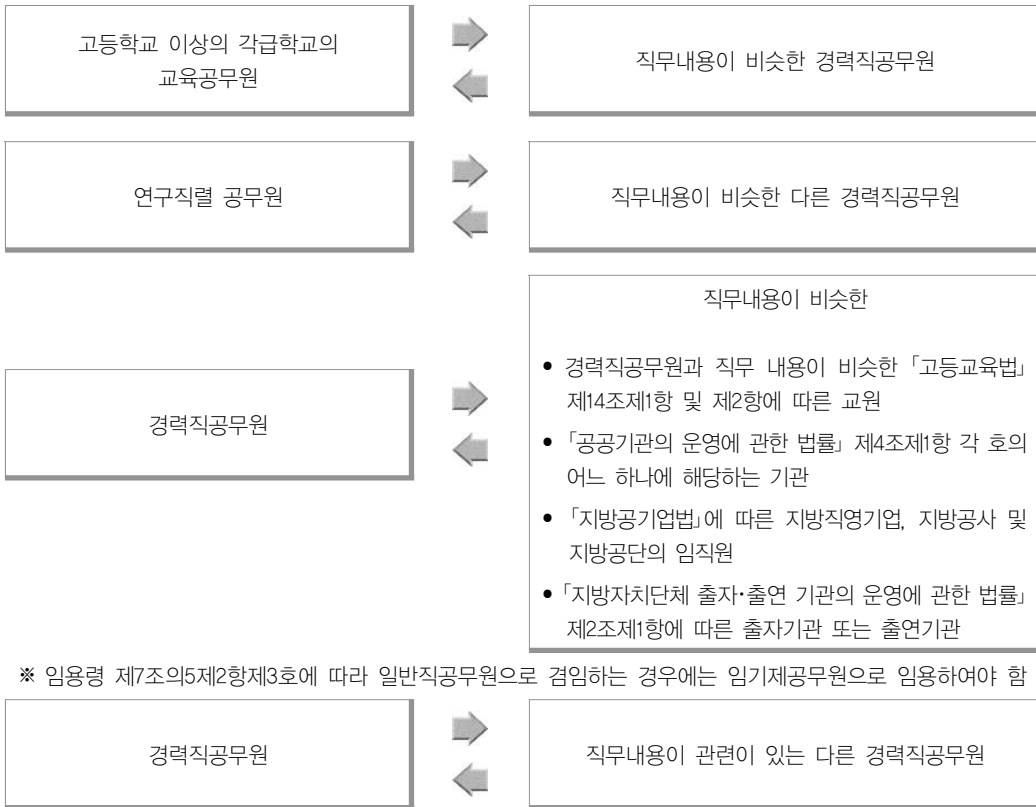 고등학교 이상의 각급학교의
교육공무원
직무내용이 비슷한 경력직공무원
연구직렬 공무원
직무내용이 비슷한 다른 경력직공무원
경력직공무원
직무내용이 비슷한
• 경력직공무원과 직무 내용이 비슷한 「고등교육법」
제14조제1항 및 제2항에 따른 교원
• 「공공기관의 운영에 관한 법률」 제4조제1항 각 호의
어느 하나에 해당하는 기관
• 「지방공기업법」에 따른 지방직영기업, 지방공사 및
지방공단의 임직원
• 「지방자치단체 출자·출연 기관의 운영에 관한 법률」
제2조제1항에 따른 출자기관 또는 출연기관
※ 임용령 제7조의5제2항제3호에 따라 일반직공무원으로 겸임하는 경우에는 임기제공무원으로 임용하여야 함
경력직공무원
직무내용이 관련이 있는 다른 경력직공무원